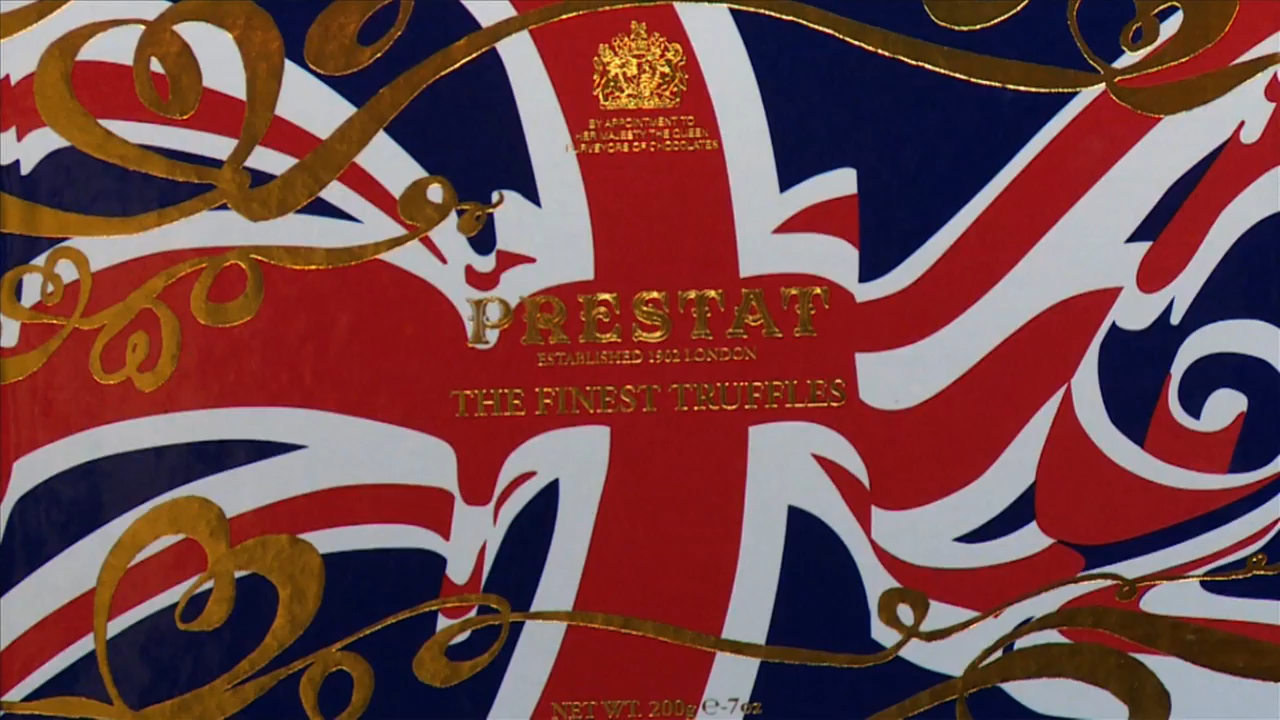 BY APPOINTMENT TO
HER MAJESTY THE QUEEN
PURVEYORS OF CHOCOLATES
PRESTAT
ESTABLISHED 1902 LONDON
THE FINEST TRUFFLES
NET WT. 200g ℮-7oz